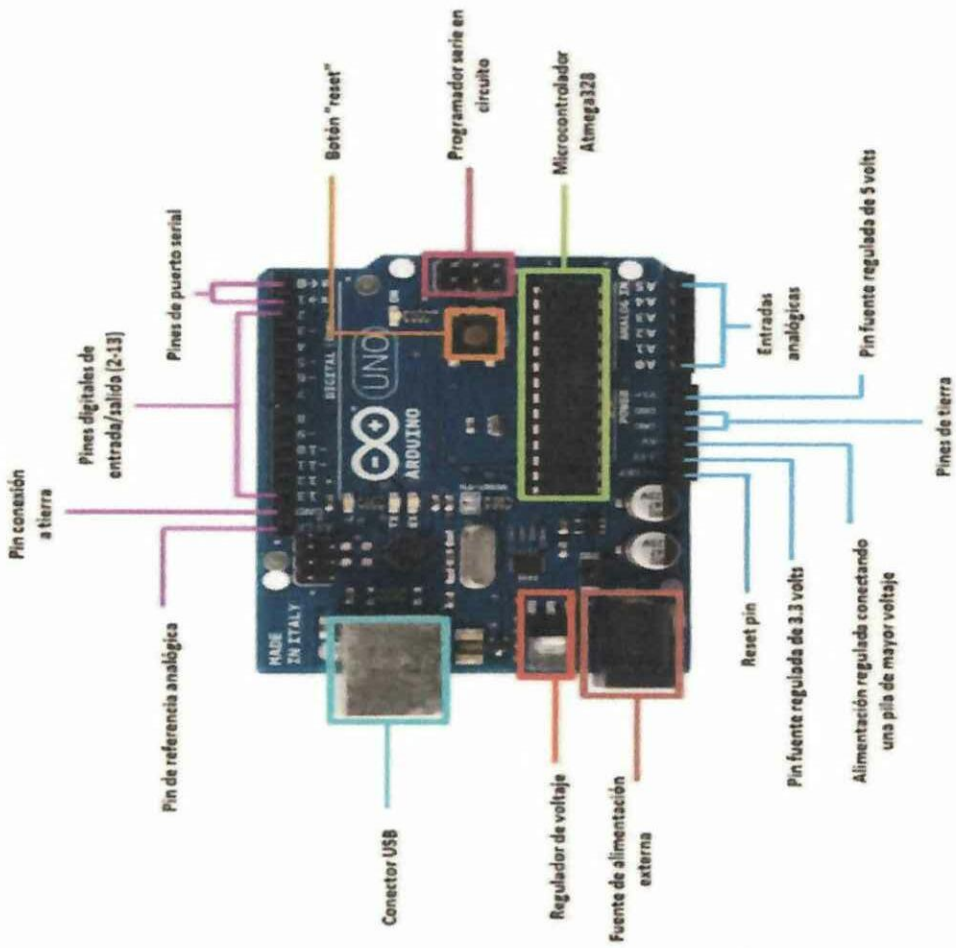 Pin conexión
a tierra
Pines digitales de
entrada/salida (2-13)
Pines de puerto serial
Pin de referencia analógica
Botón "reset"
Programador serie en
circuito
Microcontrolador
Atmega328
Conector USB
Regulador de voltaje
Fuente de alimentación
externa
MADE
IN ITALY
DIGITAL
UNO
ARDUINO
TX
RX
ON
POWER
ANALOG IN
Reset pin
Pin fuente regulada de 3.3 volts
Alimentación regulada conectando
una pila de mayor voltaje
Pines de tierra
Pin fuente regulada de 5 volts
Entradas
analógicas